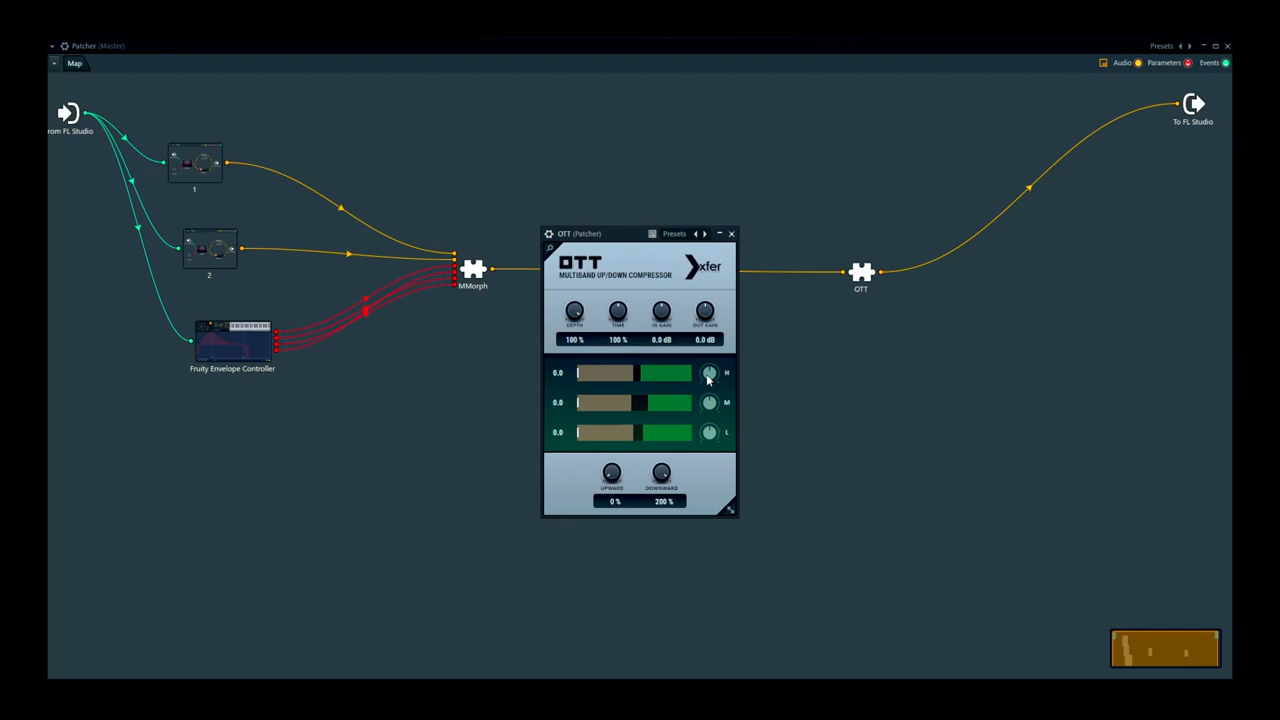 Patcher (Master)
Presets
Map
Audio
Parameters
Events
rom FL Studio
To FL Studio
1
2
MMorph
Fruity Envelope Controller
OTT
OTT (Patcher)
Presets
OTT
MULTIBAND UP/DOWN COMPRESSOR
xfer
DEPTH
TIME
IN GAIN
OUT GAIN
100 %
100 %
0.0 dB
0.0 dB
0.0
H
0.0
M
0.0
L
UPWARD
DOWNWARD
0 %
200 %